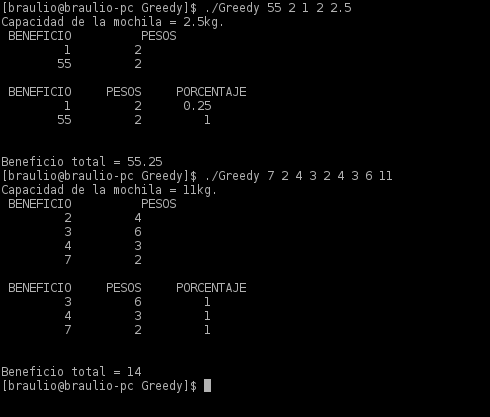 [braulio@braulio-pc Greedy]$ ./Greedy 55 2 1 2 2.5
Capacidad de la mochila = 2.5kg.
BENEFICIO PESOS
1 2
55 2
BENEFICIO PESOS PORCENTAJE
1 2 0.25
55 2 1
Beneficio total = 55.25
[braulio@braulio-pc Greedy]$ ./Greedy 7 2 4 3 2 4 3 6 11
Capacidad de la mochila = 11kg.
BENEFICIO PESOS
2 4
3 6
4 3
7 2
BENEFICIO PESOS PORCENTAJE
3 6 1
4 3 1
7 2 1
Beneficio total = 14
[braulio@braulio-pc Greedy]$